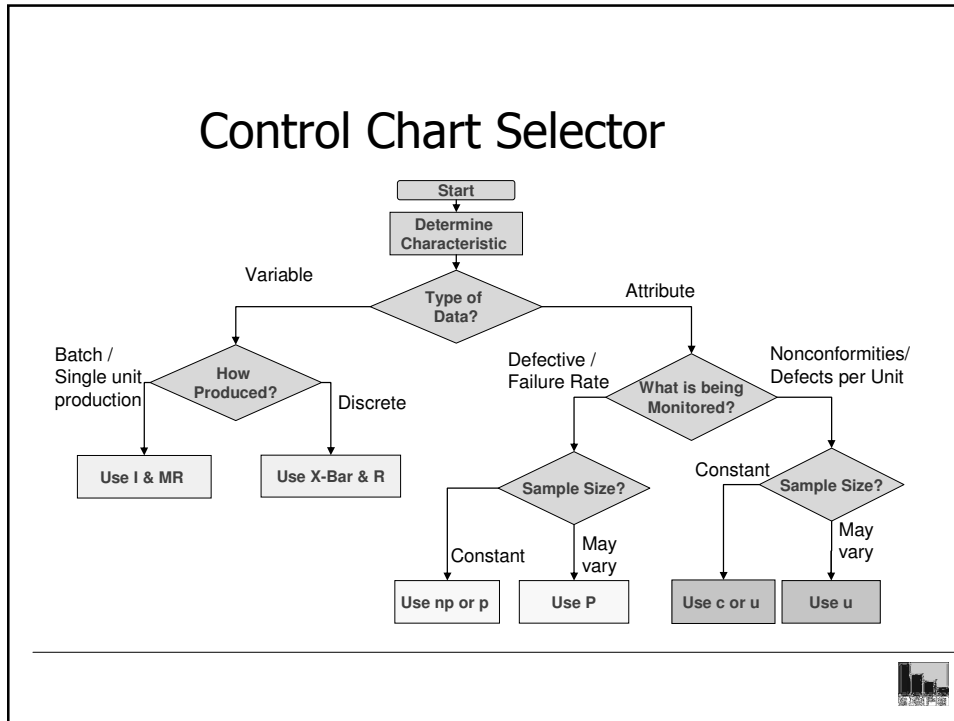 Control Chart Selector
Start
Determine
Characteristic
Variable
Type of
Data?
Attribute
Batch /
Single unit
production
How
Produced?
Discrete
Defective /
Failure Rate
What is being
Monitored?
Nonconformities/
Defects per Unit
Use I & MR
Use X-Bar & R
Sample Size?
Constant
Sample Size?
Constant
May
vary
May
vary
Use np or p
Use P
Use c or u
Use u